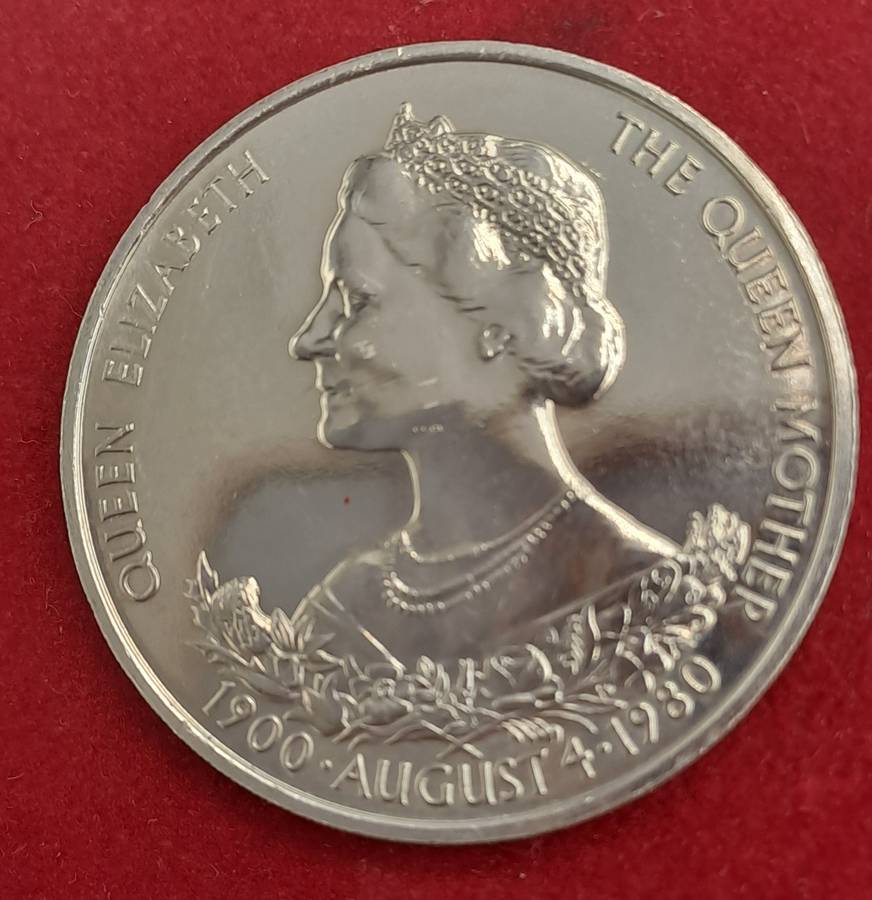 QUEEN ELIZABETH
THE QUEEN MOTHER
1900 · AUGUST 4 · 1980